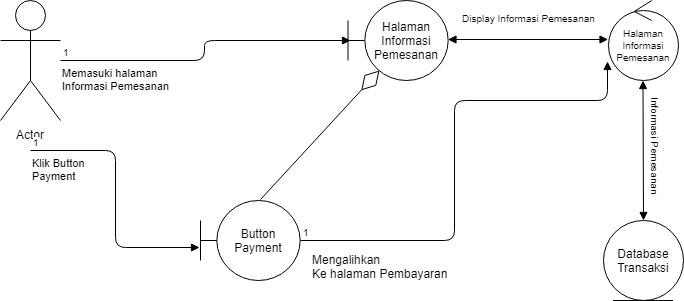 Actor
1
Memasuki halaman
Informasi Pemesanan
1
Klik Button
Payment
Halaman
Informasi
Pemesanan
Display Informasi Pemesanan
Halaman
Informasi
Pemesanan
Informasi Pemesanan
Button
Payment
1
Mengalihkan
Ke halaman Pembayaran
Database
Transaksi